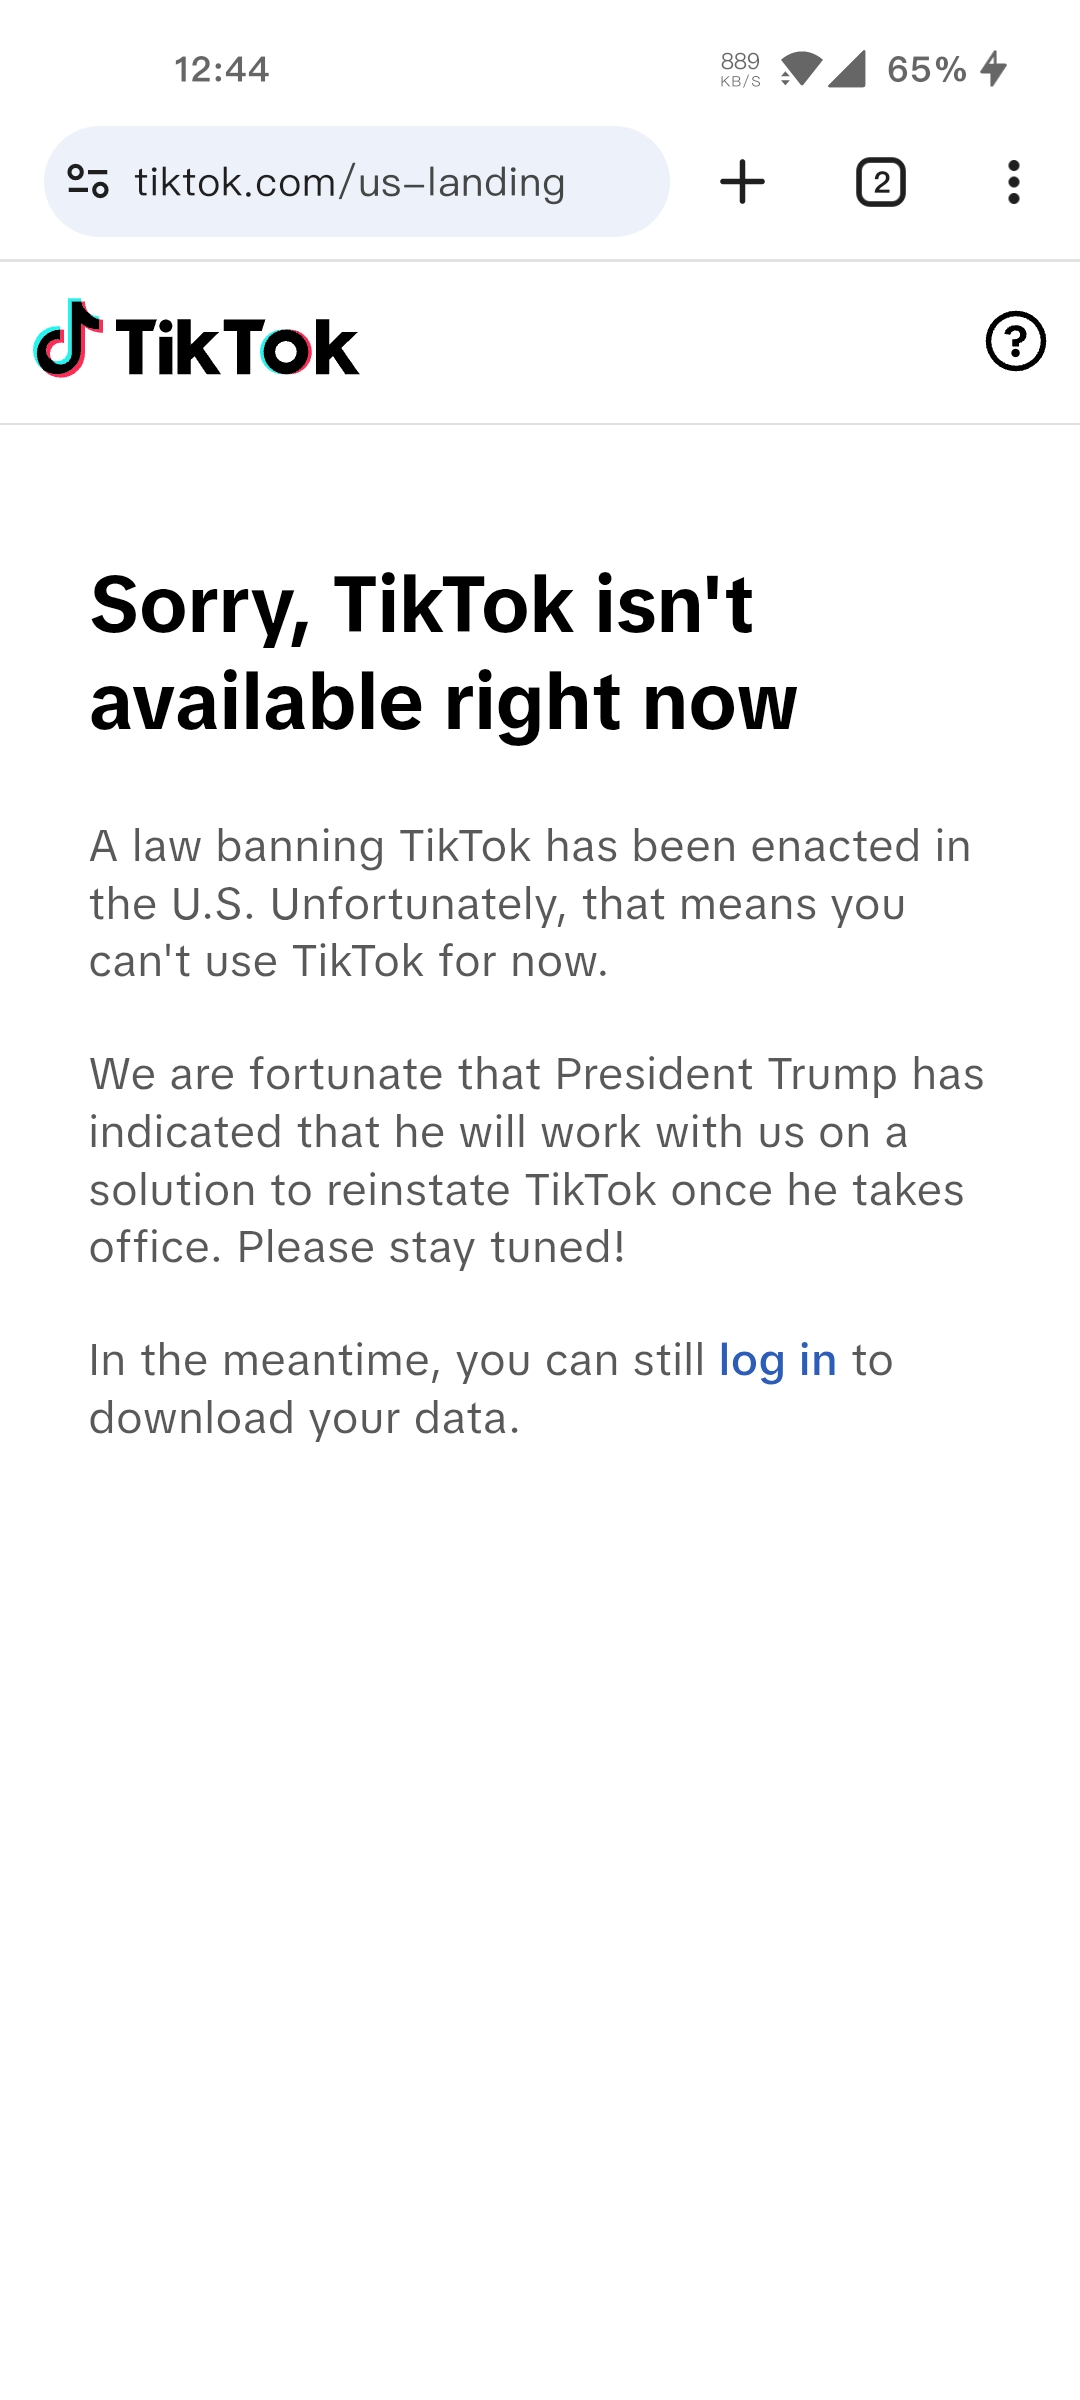 12:44
889
KB/S
65%
tiktok.com/us-landing
2
TikTok
?
Sorry, TikTok isn't
available right now
A law banning TikTok has been enacted in
the U.S. Unfortunately, that means you
can't use TikTok for now.
We are fortunate that President Trump has
indicated that he will work with us on a
solution to reinstate TikTok once he takes
office. Please stay tuned!
In the meantime, you can still log in to
download your data.